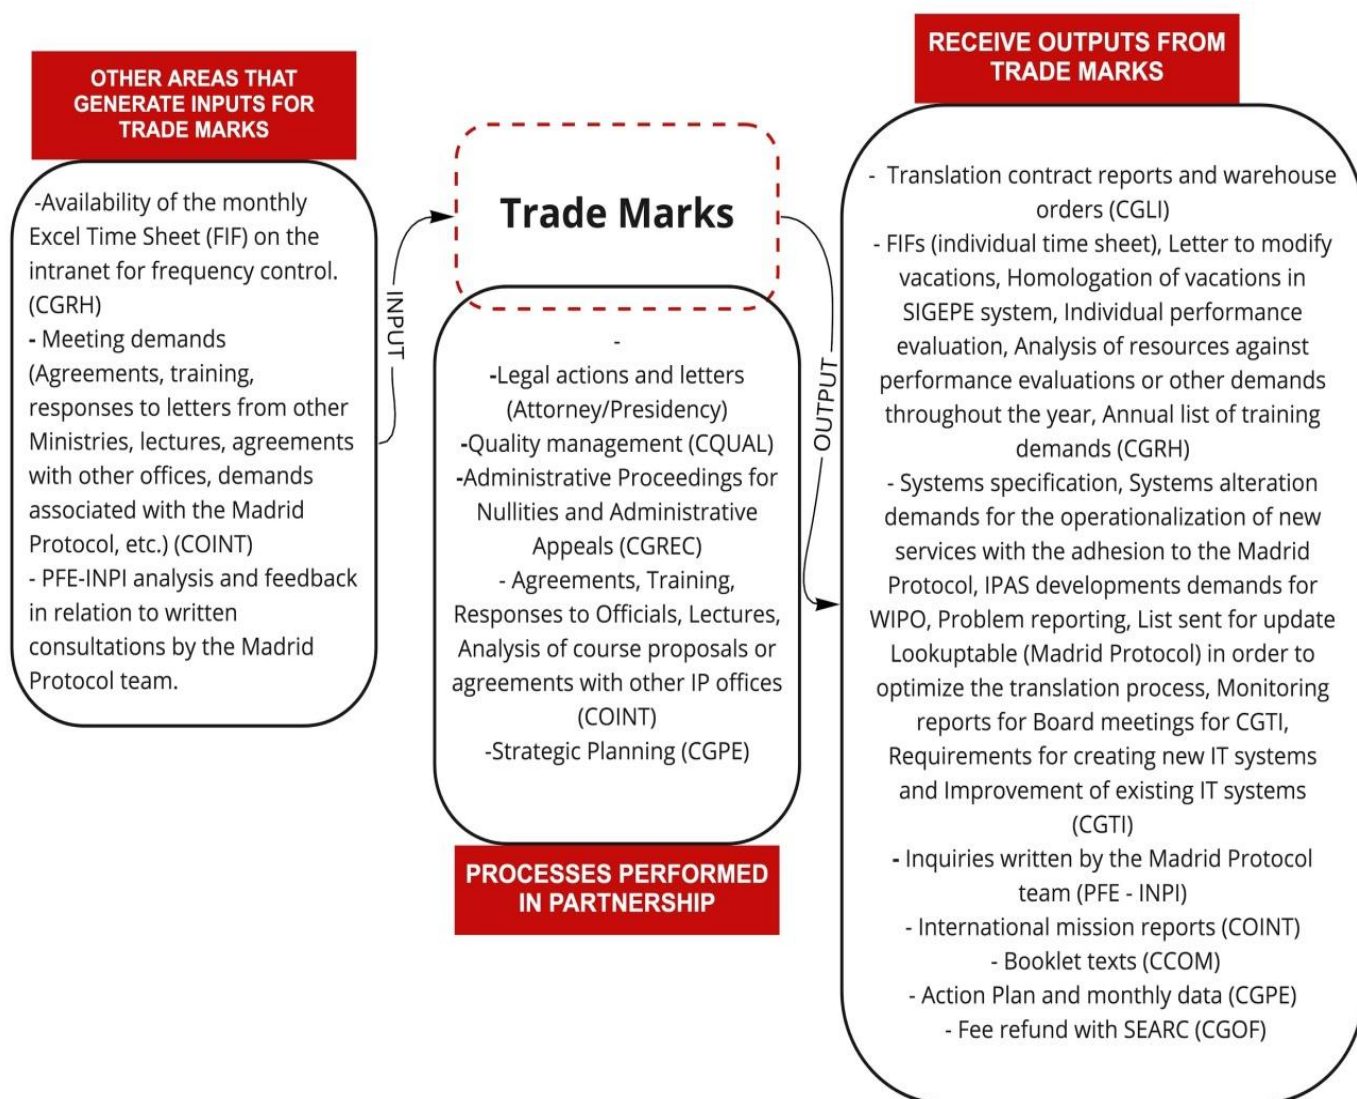 OTHER AREAS THAT
GENERATE INPUTS FOR
TRADE MARKS
-Availability of the monthly
Excel Time Sheet (FIF) on the
intranet for frequency control.
(CGRH)
- Meeting demands
(Agreements, training,
responses to letters from other
Ministries, lectures, agreements
with other offices, demands
associated with the Madrid
Protocol, etc.) (COINT)
- PFE-INPI analysis and feedback
in relation to written
consultations by the Madrid
Protocol team.
INPUT
Trade Marks
-
-Legal actions and letters
(Attorney/Presidency)
-Quality management (CQUAL)
-Administrative Proceedings for
Nullities and Administrative
Appeals (CGREC)
- Agreements, Training,
Responses to Officials, Lectures,
Analysis of course proposals or
agreements with other IP offices
(COINT)
-Strategic Planning (CGPE)
PROCESSES PERFORMED
IN PARTNERSHIP
OUTPUT
RECEIVE OUTPUTS FROM
TRADE MARKS
- Translation contract reports and warehouse
orders (CGLI)
- FIFs (individual time sheet), Letter to modify
vacations, Homologation of vacations in
SIGEPE system, Individual performance
evaluation, Analysis of resources against
performance evaluations or other demands
throughout the year, Annual list of training
demands (CGRH)
- Systems specification, Systems alteration
demands for the operationalization of new
services with the adhesion to the Madrid
Protocol, IPAS developments demands for
WIPO, Problem reporting, List sent for update
Lookuptable (Madrid Protocol) in order to
optimize the translation process, Monitoring
reports for Board meetings for CGTI,
Requirements for creating new IT systems
and Improvement of existing IT systems
(CGTI)
- Inquiries written by the Madrid Protocol
team (PFE - INPI)
- International mission reports (COINT)
- Booklet texts (CCOM)
- Action Plan and monthly data (CGPE)
- Fee refund with SEARC (CGOF)